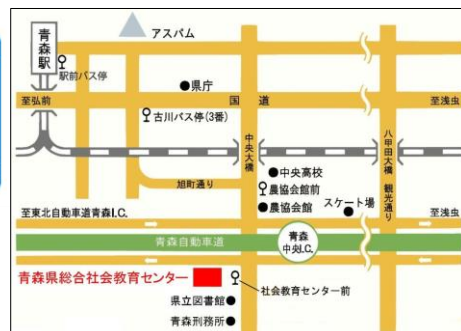 アスパム
青森駅
駅前バス停
県庁
至弘前
国道
至浅虫
古川バス停(3番)
中央大橋
八甲田大橋 観光通り
中央高校
農協会館前
旭町通り
農協会館
スケート場
至東北自動車道青森I.C.
至浅虫
青森自動車道
青森中央I.C.
青森県総合社会教育センター
社会教育センター前
県立図書館
青森刑務所